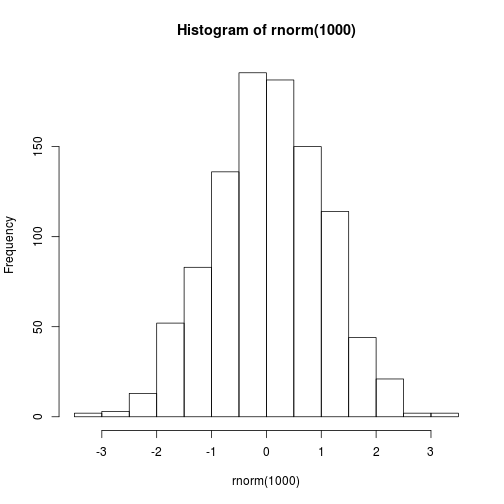 Histogram of rnorm(1000)
150
100
50
0
Frequency
-3 -2 -1 0 1 2 3
rnorm(1000)